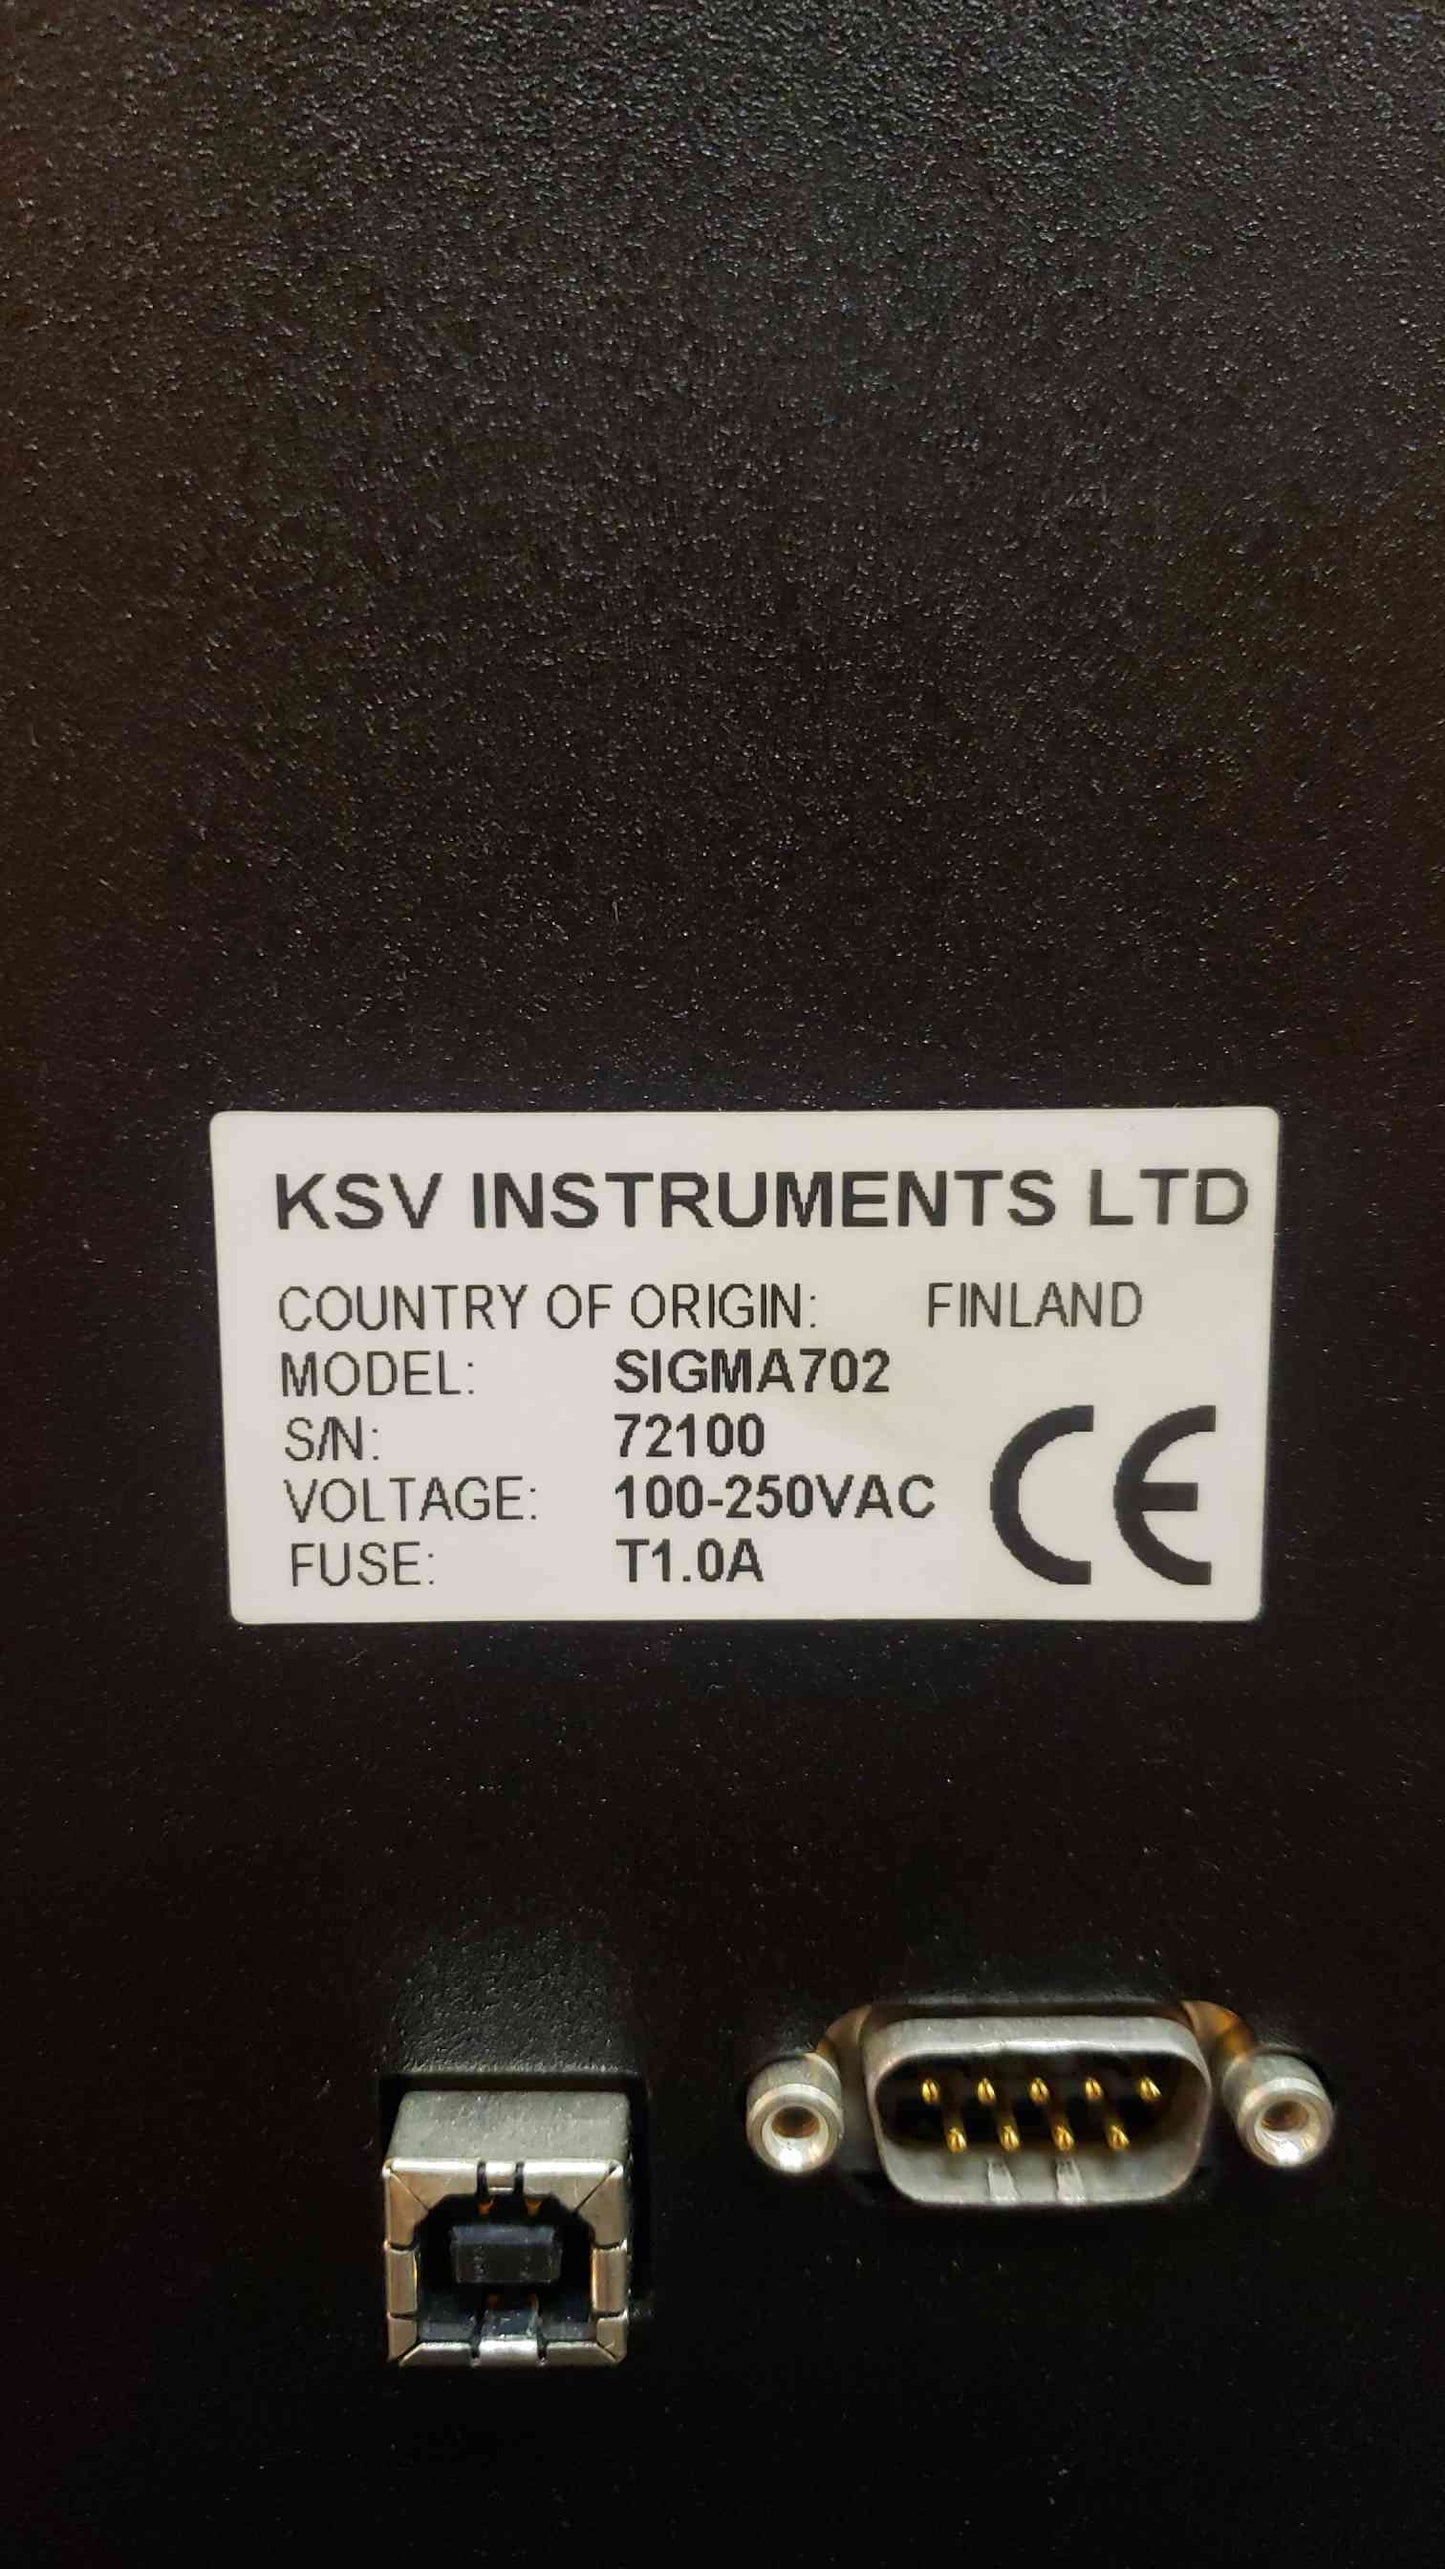 KSV INSTRUMENTS LTD
COUNTRY OF ORIGIN: FINLAND
MODEL: SIGMA702
S/N: 72100
VOLTAGE: 100-250VAC
FUSE: T1.0A
CE